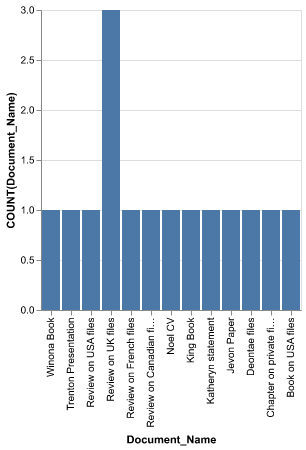 3.0
2.5
2.0
1.5
1.0
0.5
0.0
COUNT(Document_Name)
Winona Book
Trenton Presentation
Review on USA files
Review on UK files
Review on French files
Review on Canadian fi…
Noel CV
King Book
Katheryn statement
Jevon Paper
Deontae files
Chapter on private fi…
Book on USA files
Document_Name